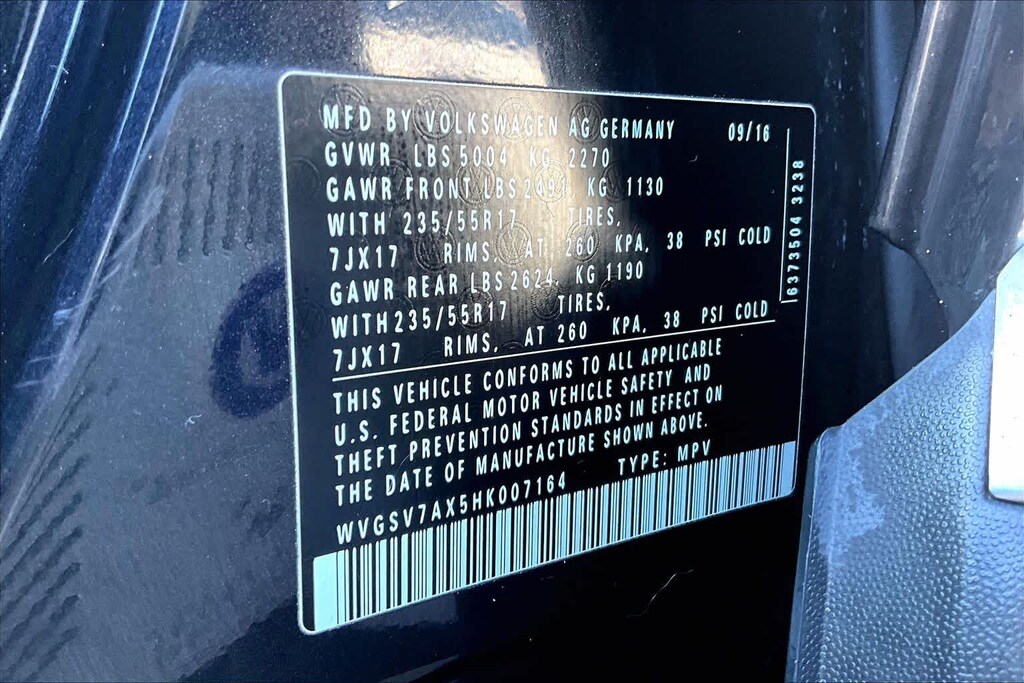 MFD BY VOLKSWAGEN AG GERMANY 09/16
GVWR LBS 5004 KG 2270
GAWR FRONT LBS 2491 KG 1130
WITH 235/55R17 TIRES,
7JX17 RIMS, AT 260 KPA, 38 PSI COLD
GAWR REAR LBS 2624, KG 1190
WITH 235/55R17 TIRES,
7JX17 RIMS, AT 260 KPA, 38 PSI COLD
THIS VEHICLE CONFORMS TO ALL APPLICABLE
U.S. FEDERAL MOTOR VEHICLE SAFETY AND
THEFT PREVENTION STANDARDS IN EFFECT ON
THE DATE OF MANUFACTURE SHOWN ABOVE.
WVGSV7AX5HK007164 TYPE: MPV
6373504 3238